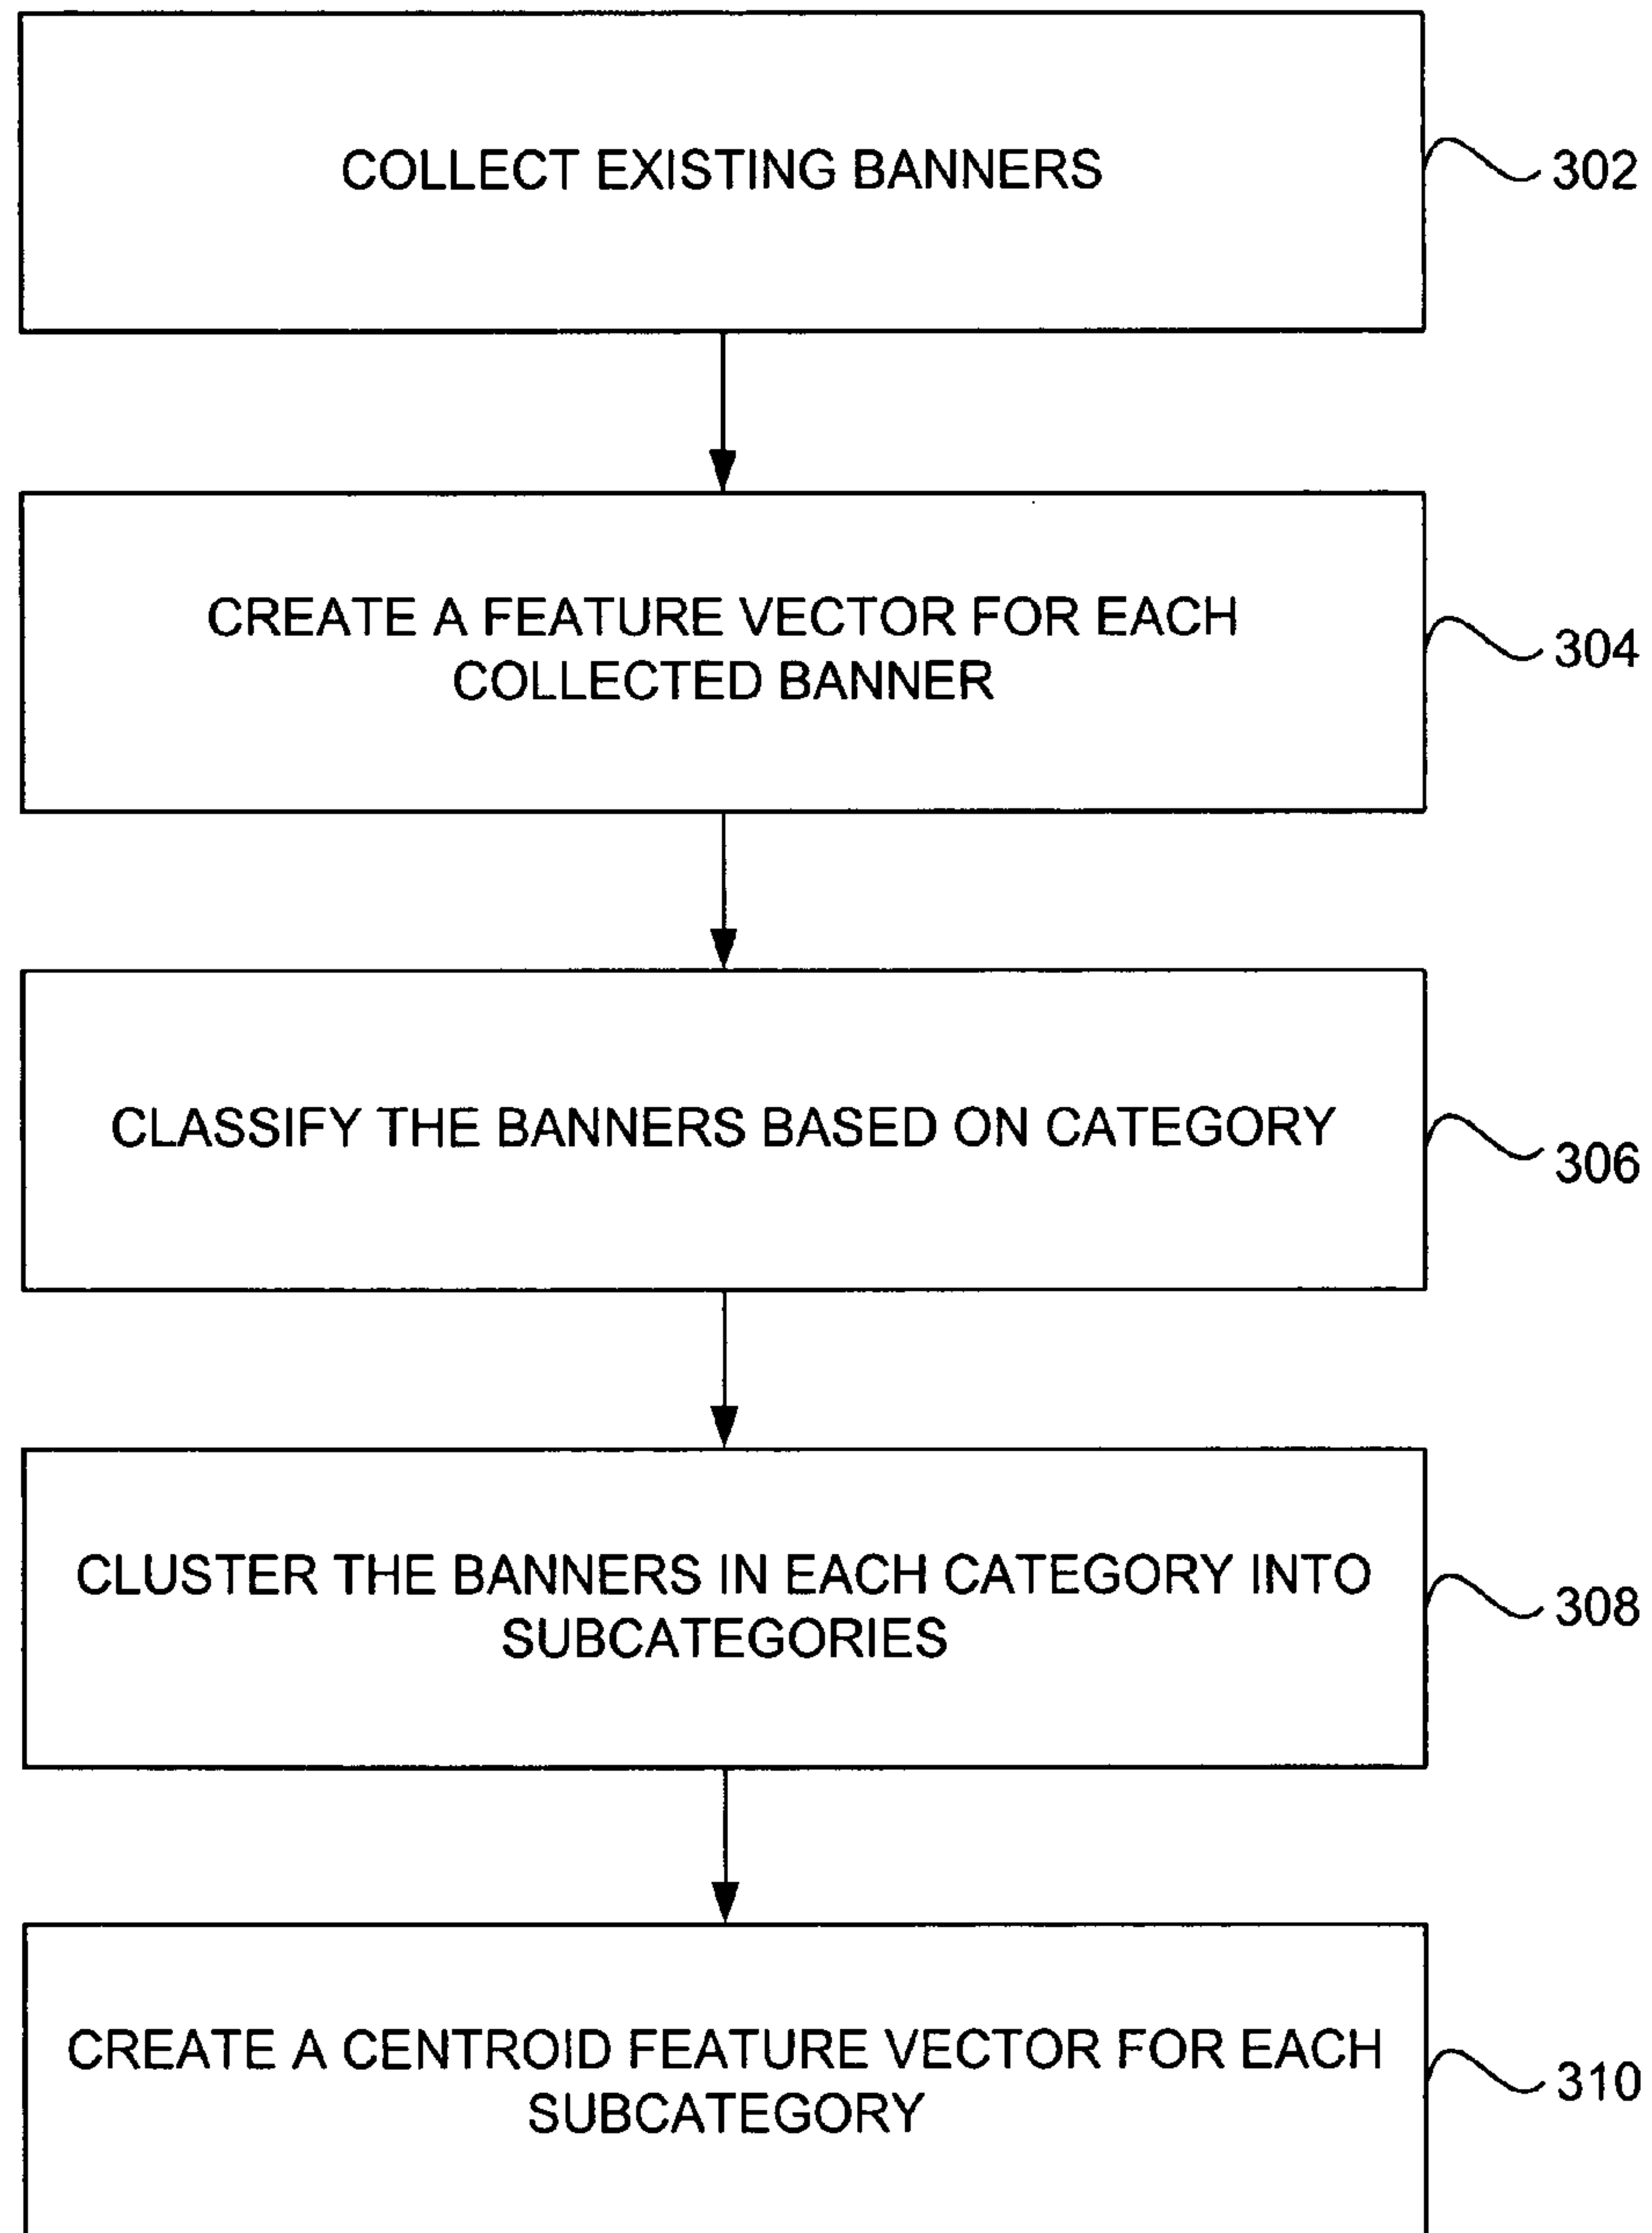 COLLECT EXISTING BANNERS
302
CREATE A FEATURE VECTOR FOR EACH
COLLECTED BANNER
304
CLASSIFY THE BANNERS BASED ON CATEGORY
306
CLUSTER THE BANNERS IN EACH CATEGORY INTO
SUBCATEGORIES
308
CREATE A CENTROID FEATURE VECTOR FOR EACH
SUBCATEGORY
310